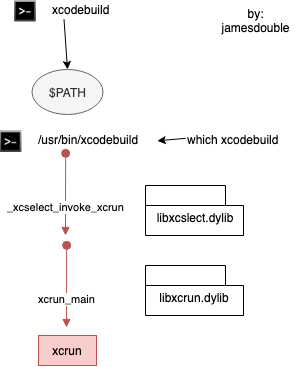 >- xcodebuild
by:
jamesdouble
$PATH
>- /usr/bin/xcodebuild
which xcodebuild
_xcselect_invoke_xcrun
libxcslect.dylib
libxcrun.dylib
xcrun_main
xcrun